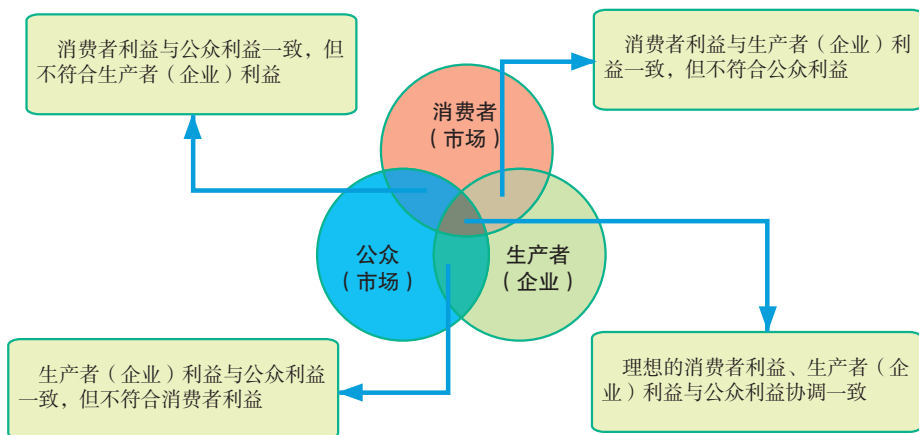 消费者利益与公众利益一致，但
不符合生产者（企业）利益
消费者利益与生产者（企业）利
益一致，但不符合公众利益
消费者
（市场）
公众
（市场）
生产者
（企业）
生产者（企业）利益与公众利益
一致，但不符合消费者利益
理想的消费者利益、生产者（企
业）利益与公众利益协调一致